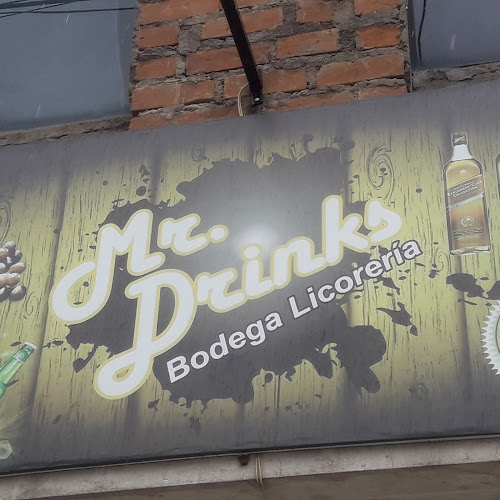 Mr.
Drinks
Bodega Licorería